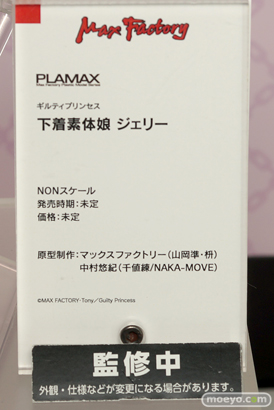 Max Factory
PLAMAX
Max Factory Plastic Model Series
ギルティプリンセス
下着素体娘 ジェリー
NONスケール
発売時期：未定
価格：未定
原型制作：マックスファクトリー（山岡準・枡）
中村悠紀（千値練/NAKA-MOVE）
©MAX FACTORY・Tony／Guilty Princess
監修中
外観・仕様などが変更になる場合があります。
moeyo.com